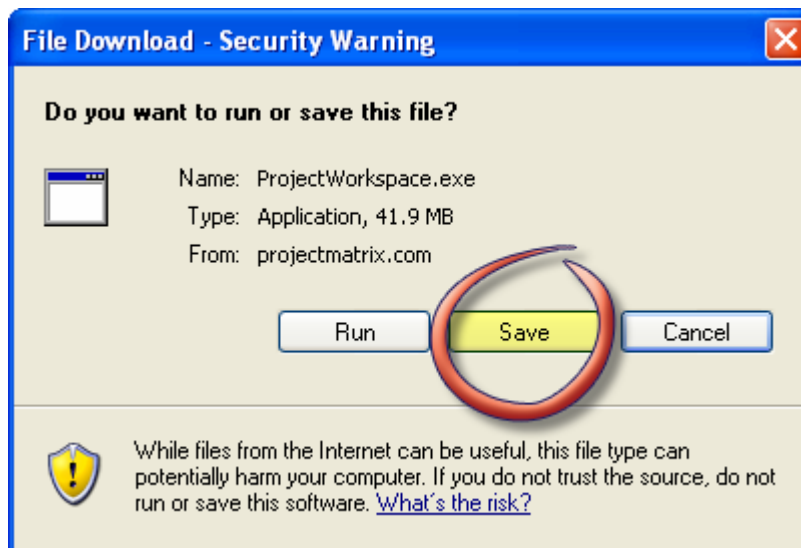 File Download - Security Warning
Do you want to run or save this file?
Name: ProjectWorkspace.exe
Type: Application, 41.9 MB
From: projectmatrix.com
Run Save Cancel
While files from the Internet can be useful, this file type can
potentially harm your computer. If you do not trust the source, do not
run or save this software. What's the risk?